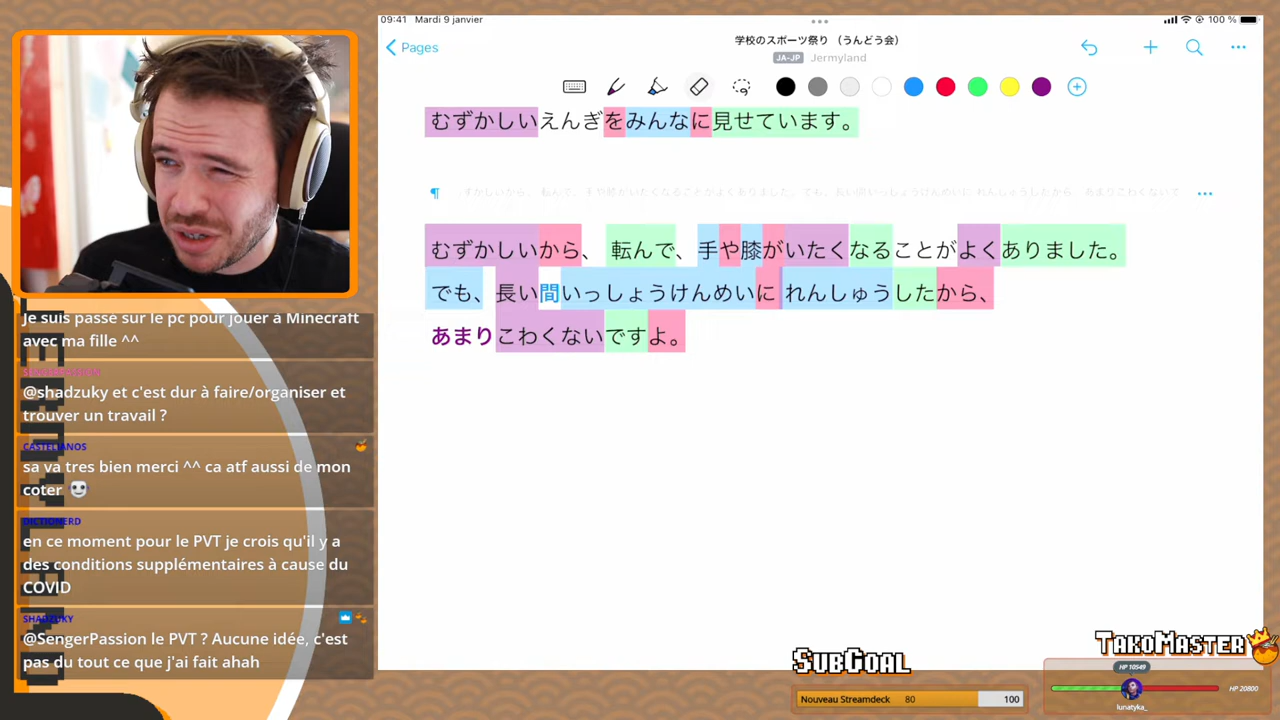 09:41 Mardi 9 janvier
100 %
Pages
学校のスポーツ祭り （うんどう会）
JA-JP Jermyland
むずかしいえんぎをみんなに見せています。
むずかしいから、転んで、手や膝がいたくなることがよくありました。
でも、長い間いっしょうけんめいに れんしゅうしたから、
あまりこわくないですよ。
Je suis passé sur le pc pour jouer à Minecraft
avec ma fille ^^
@shadzuky et c'est dur à faire/organiser et
trouver un travail ?
CASTELIANOS
sa va tres bien merci ^^ ca atf aussi de mon
coter
DICTIONERD
en ce moment pour le PVT je crois qu'il y a
des conditions supplémentaires à cause du
COVID
SHADZUKY
@SengerPassion le PVT ? Aucune idée, c'est
pas du tout ce que j'ai fait ahah
SubGoal
Nouveau Streamdeck 80 100
TakoMaster
HP 10549
HP 20800
lunatyka_